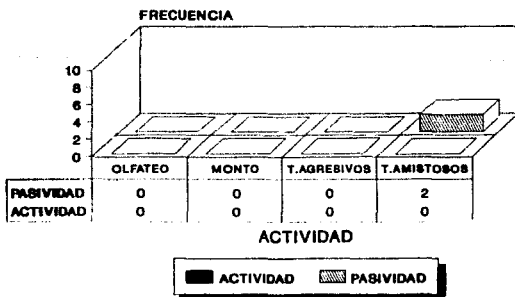 FRECUENCIA
10
8
6
4
2
0
OLFATEO MONTO T.AGREBIVOS T.AMISTOSOS
PASIVIDAD 0 0 0 2
ACTIVIDAD 0 0 0 0
ACTIVIDAD
ACTIVIDAD PASIVIDAD